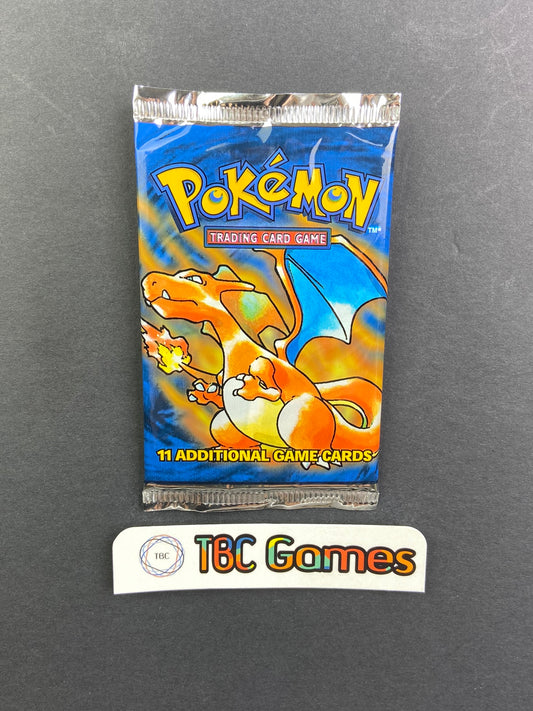 POKéMON
TM
TRADING CARD GAME
11 ADDITIONAL GAME CARDS
TBC
TBC Games